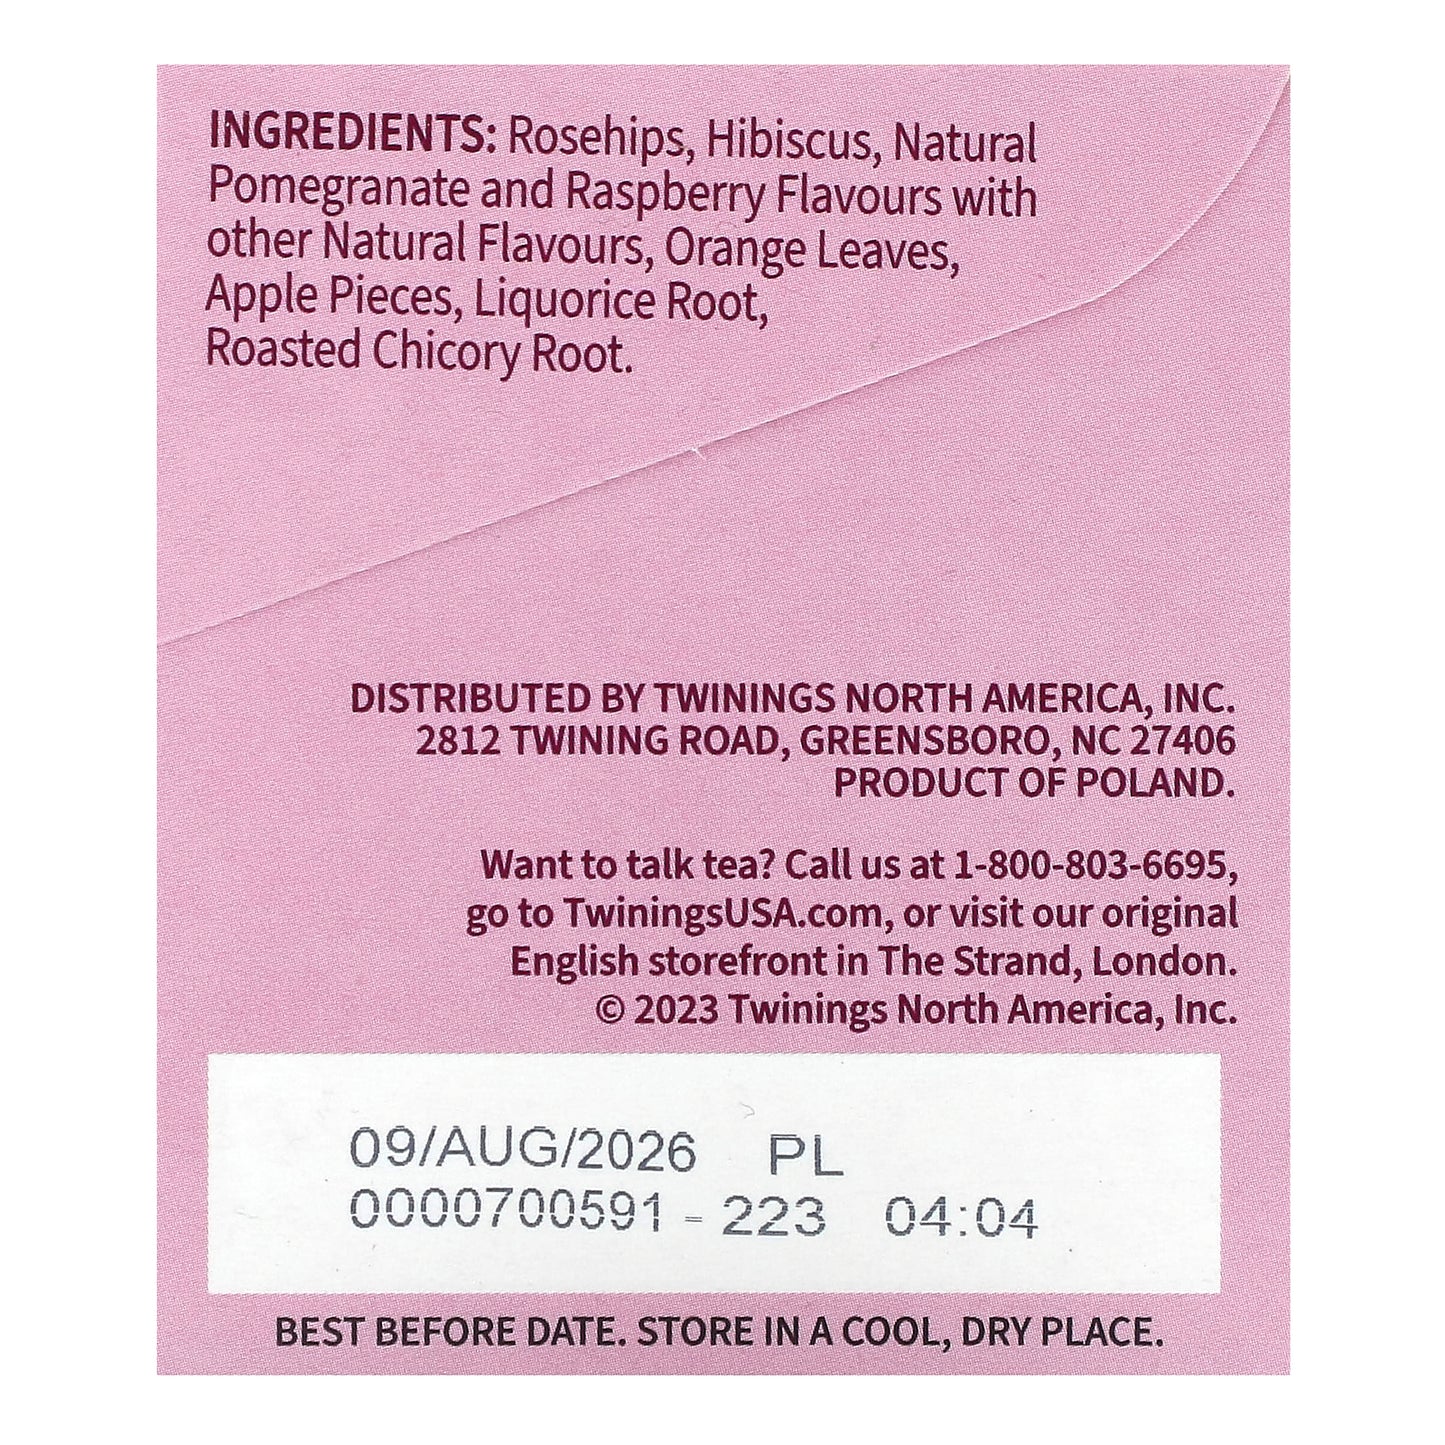 INGREDIENTS: Rosehips, Hibiscus, Natural
Pomegranate and Raspberry Flavours with
other Natural Flavours, Orange Leaves,
Apple Pieces, Liquorice Root,
Roasted Chicory Root.
DISTRIBUTED BY TWININGS NORTH AMERICA, INC.
2812 TWINING ROAD, GREENSBORO, NC 27406
PRODUCT OF POLAND.
Want to talk tea? Call us at 1-800-803-6695,
go to TwiningsUSA.com, or visit our original
English storefront in The Strand, London.
© 2023 Twinings North America, Inc.
09/AUG/2026 PL
0000700591 - 223 04:04
BEST BEFORE DATE. STORE IN A COOL, DRY PLACE.